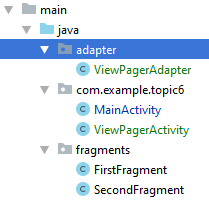 main
java
adapter
ViewPagerAdapter
com.example.topic6
MainActivity
ViewPagerActivity
fragments
FirstFragment
SecondFragment